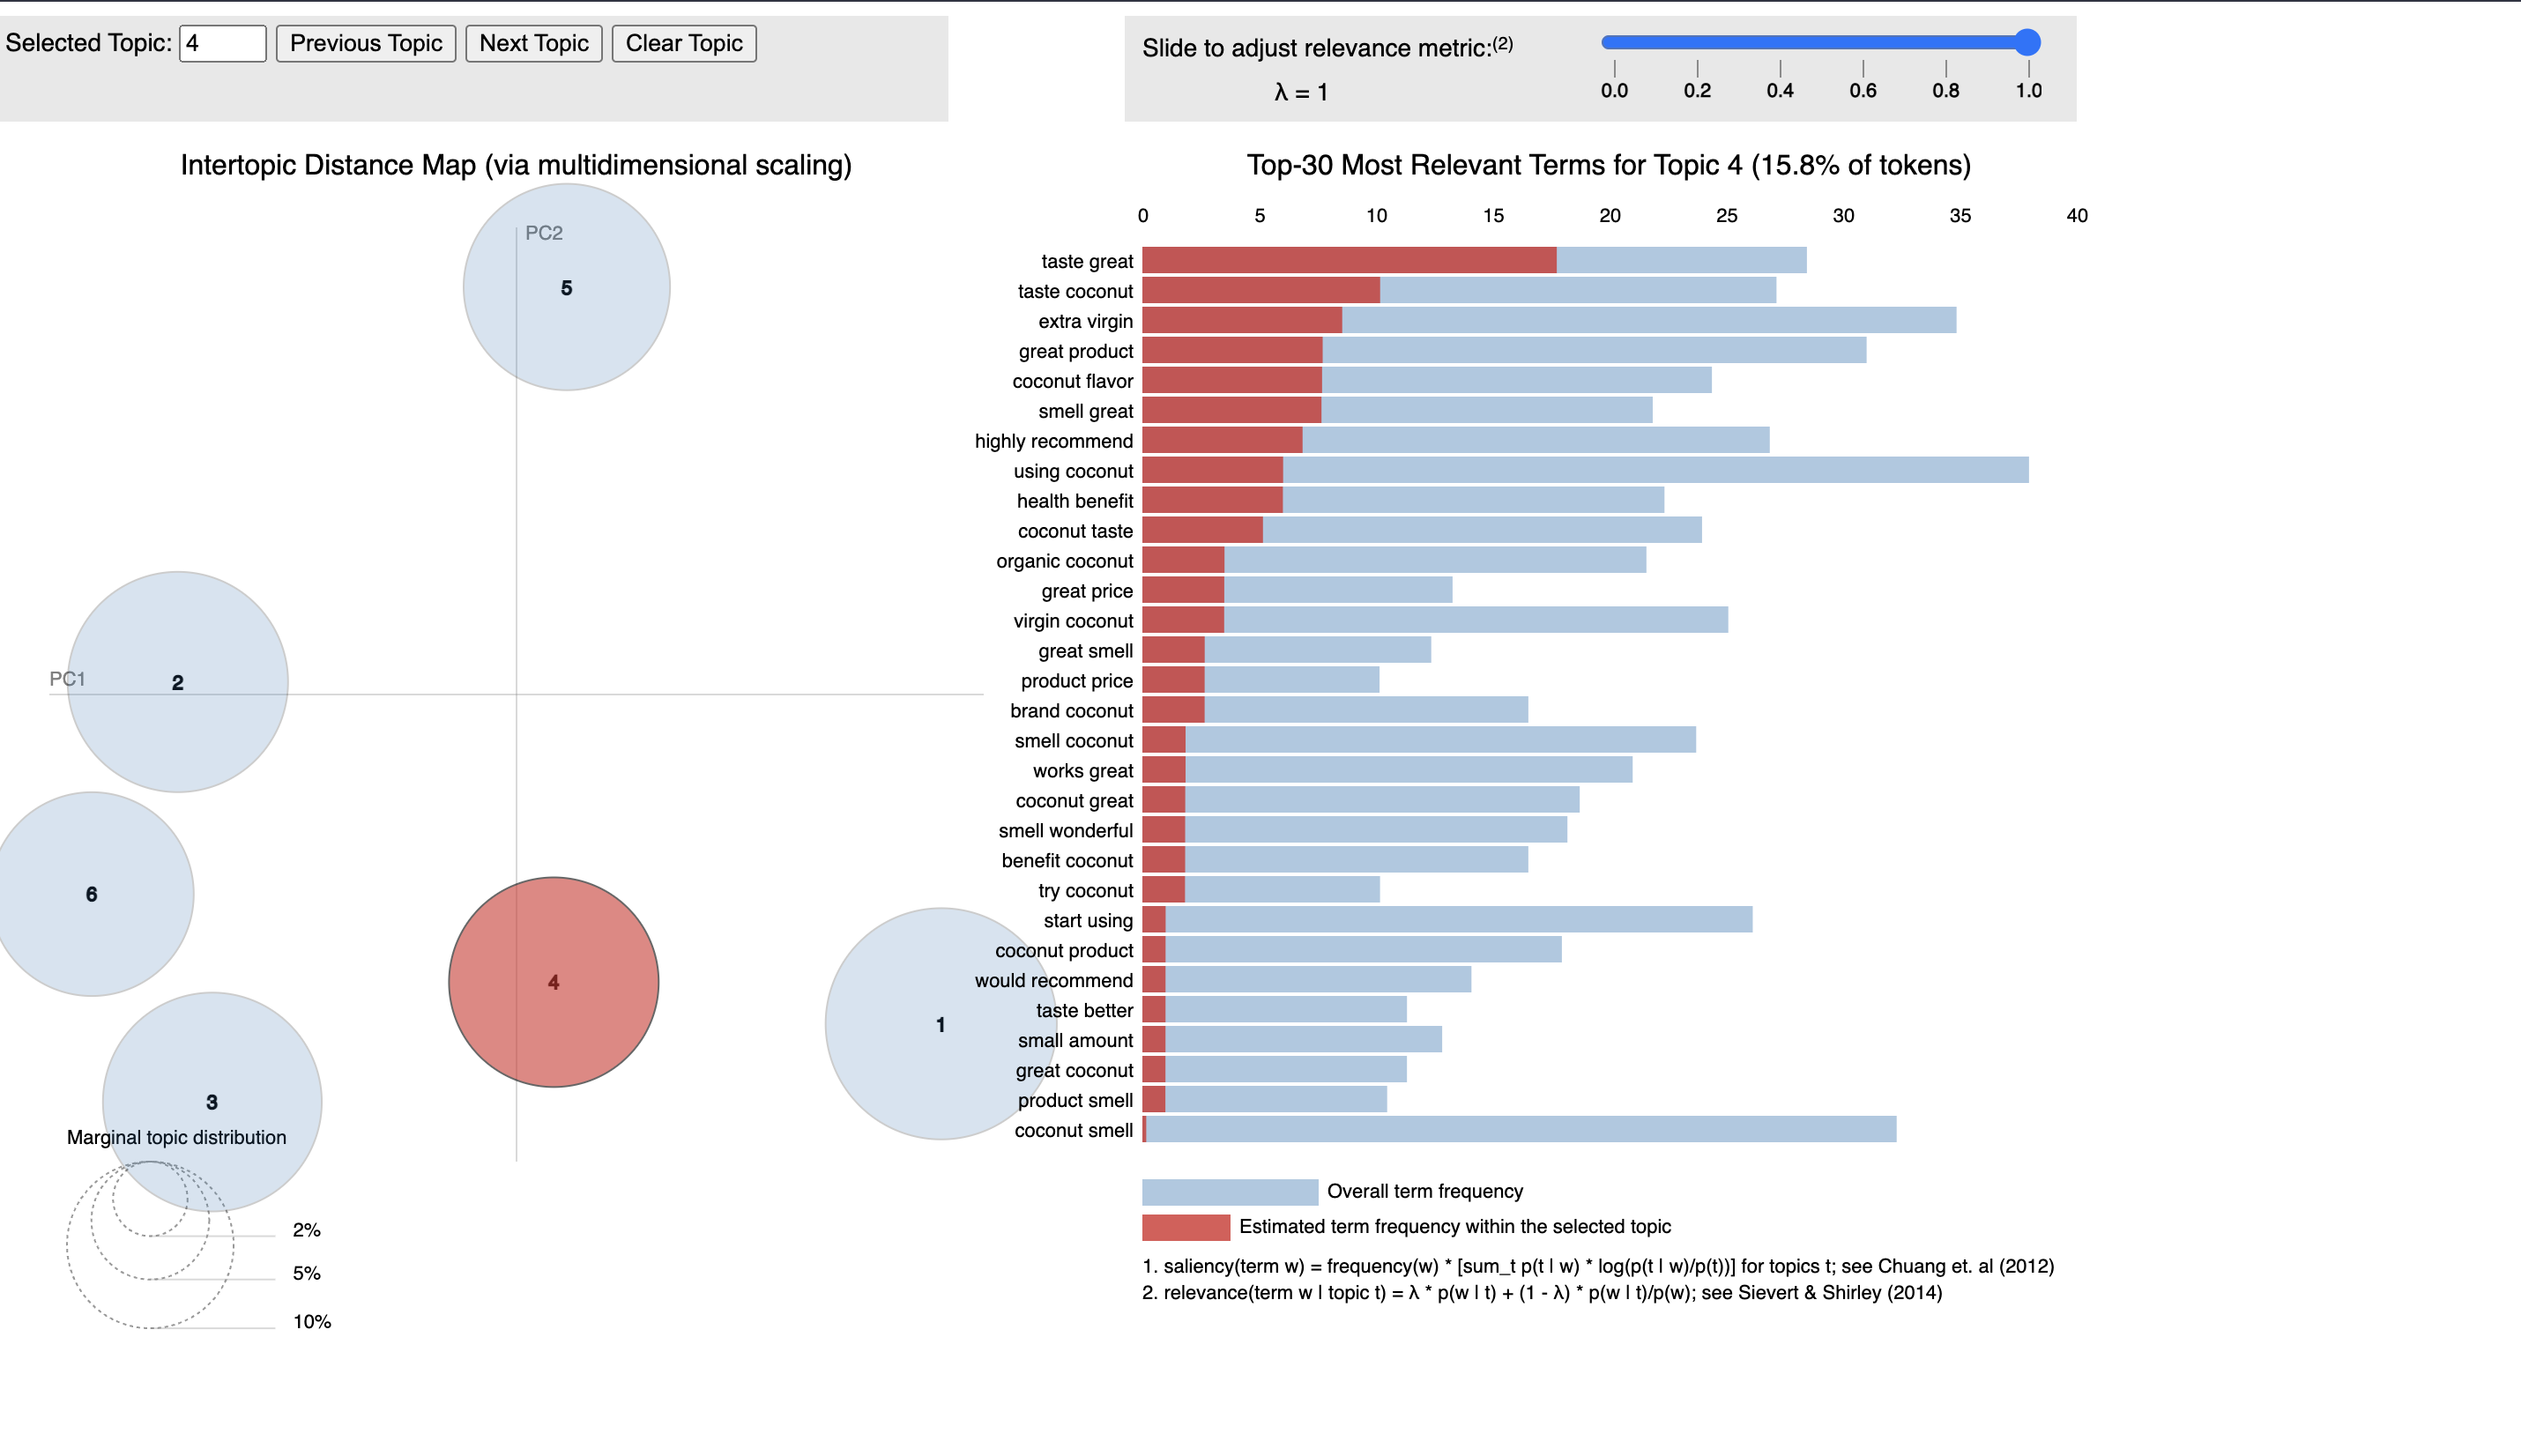 Selected Topic: 4 Previous Topic Next Topic Clear Topic
Slide to adjust relevance metric:(2)
λ = 1
0.0 0.2 0.4 0.6 0.8 1.0
Intertopic Distance Map (via multidimensional scaling)
PC2
5
PC1
2
6
4
1
3
Marginal topic distribution
2%
5%
10%
Top-30 Most Relevant Terms for Topic 4 (15.8% of tokens)
0 5 10 15 20 25 30 35 40
taste great
taste coconut
extra virgin
great product
coconut flavor
smell great
highly recommend
using coconut
health benefit
coconut taste
organic coconut
great price
virgin coconut
great smell
product price
brand coconut
smell coconut
works great
coconut great
smell wonderful
benefit coconut
try coconut
start using
coconut product
would recommend
taste better
small amount
great coconut
product smell
coconut smell
Overall term frequency
Estimated term frequency within the selected topic
1. saliency(term w) = frequency(w) * [sum_t p(t | w) * log(p(t | w)/p(t))] for topics t; see Chuang et. al (2012)
2. relevance(term w | topic t) = λ * p(w | t) + (1 - λ) * p(w | t)/p(w); see Sievert & Shirley (2014)